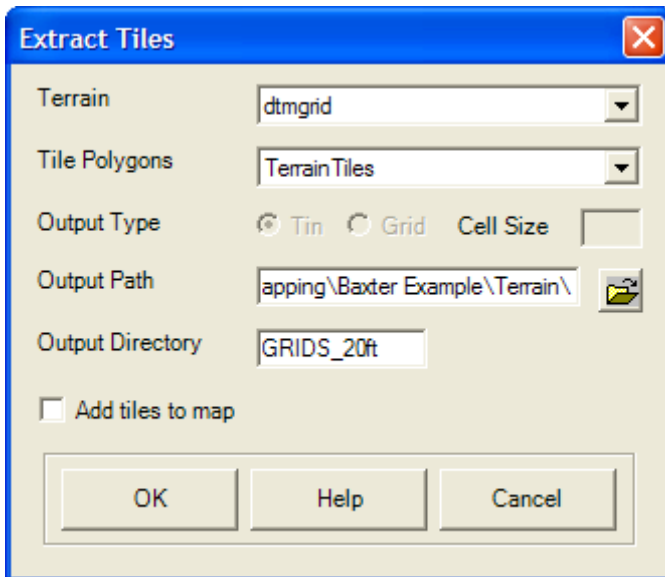 Extract Tiles
Terrain dtmgrid
Tile Polygons TerrainTiles
Output Type Tin Grid Cell Size
Output Path apping\Baxter Example\Terrain\
Output Directory GRIDS_20ft
Add tiles to map
OK Help Cancel